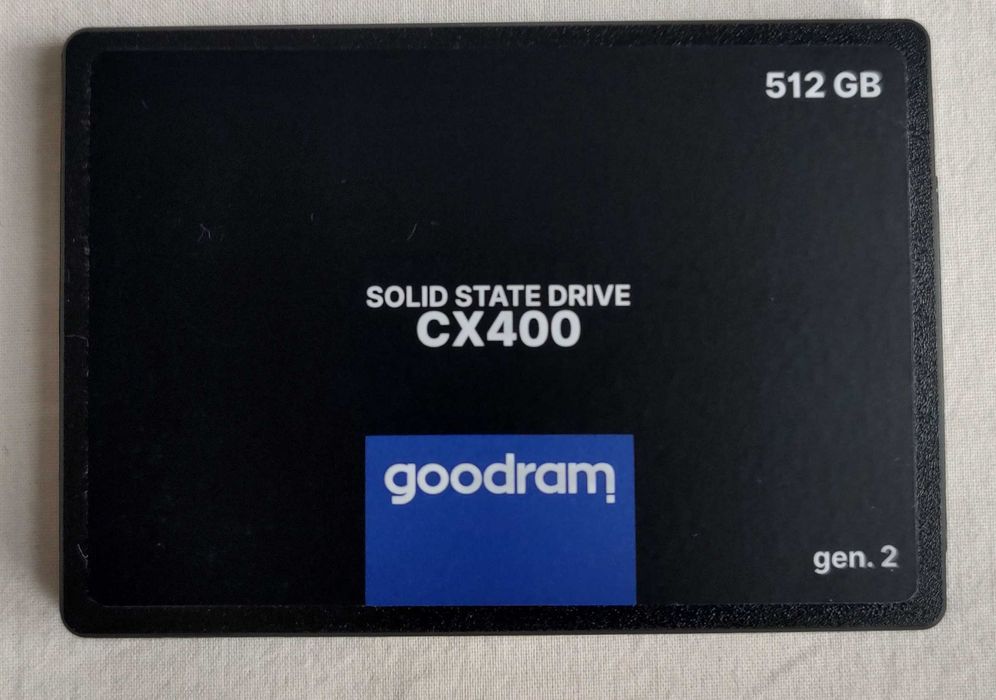 512 GB
SOLID STATE DRIVE
CX400
goodram
gen. 2